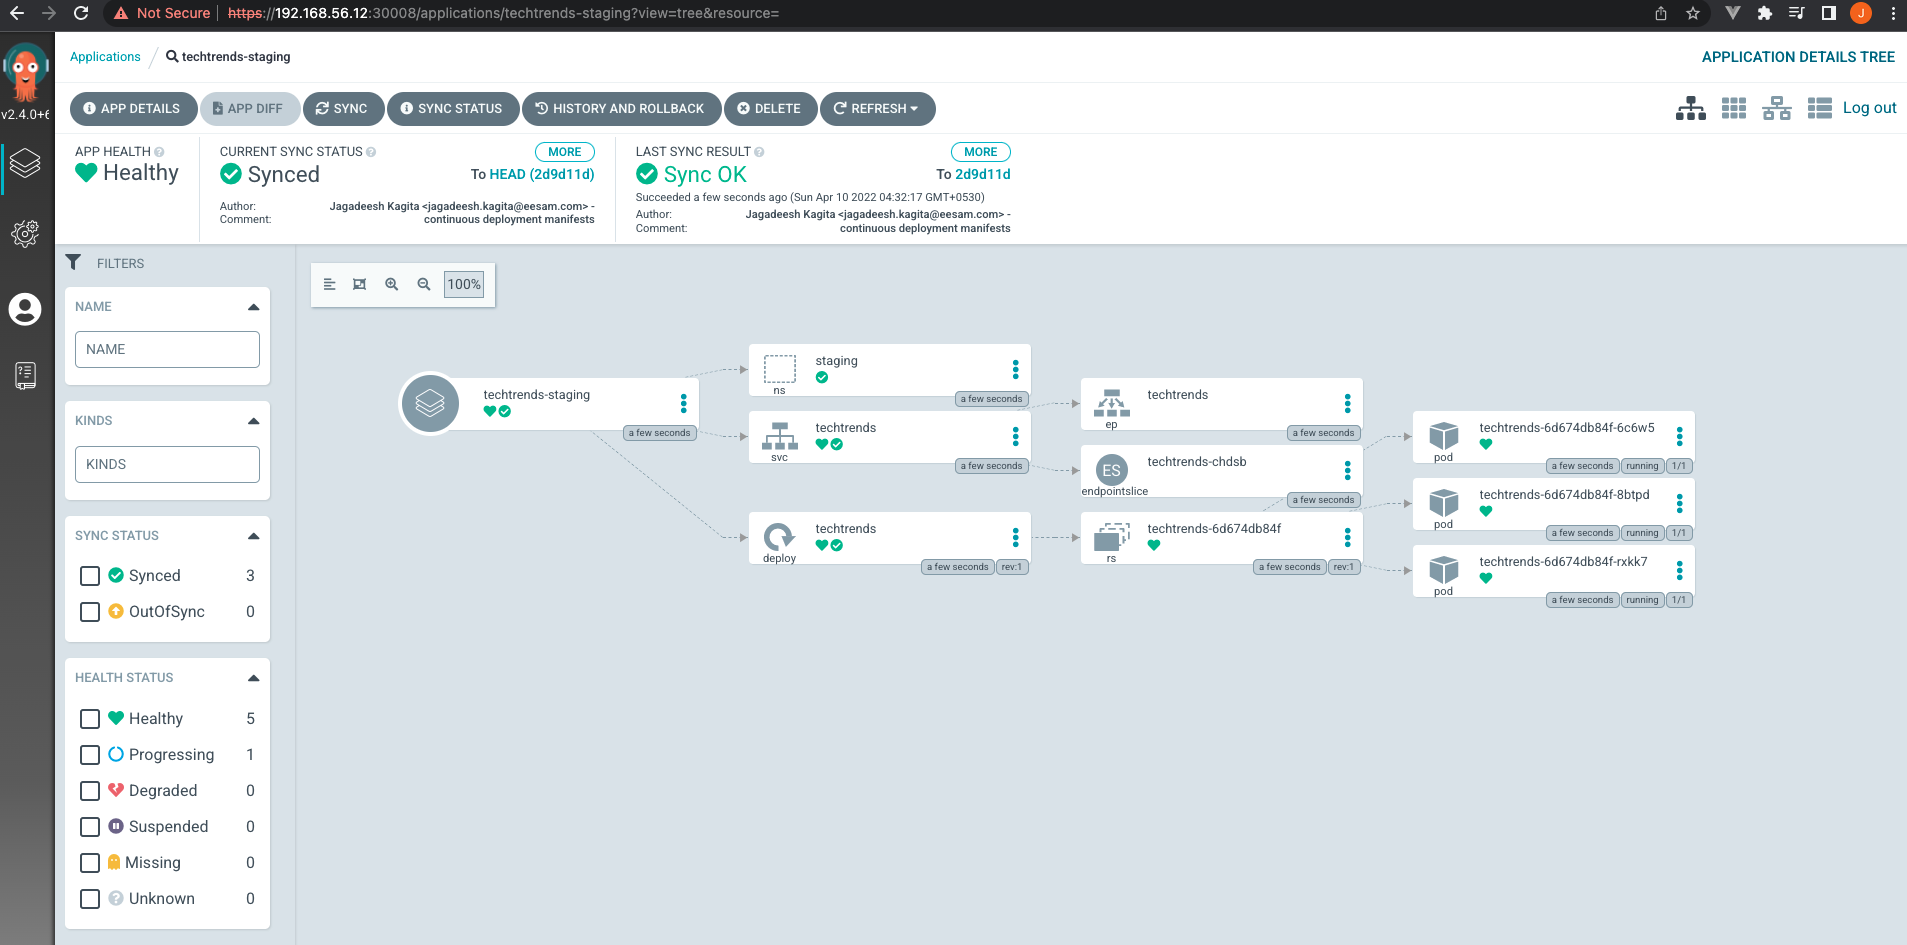 Not Secure https://192.168.56.12:30008/applications/techtrends-staging?view=tree&resource=
J
v2.4.0+6
Applications / techtrends-staging
APPLICATION DETAILS TREE
APP DETAILS
APP DIFF
SYNC
SYNC STATUS
HISTORY AND ROLLBACK
DELETE
REFRESH
Log out
APP HEALTH
Healthy
CURRENT SYNC STATUS
MORE
Synced
To HEAD (2d9d11d)
Author: Jagadeesh Kagita <jagadeesh.kagita@eesam.com> -
Comment: continuous deployment manifests
LAST SYNC RESULT
MORE
Sync OK
To 2d9d11d
Succeeded a few seconds ago (Sun Apr 10 2022 04:32:17 GMT+0530)
Author: Jagadeesh Kagita <jagadeesh.kagita@eesam.com> -
Comment: continuous deployment manifests
FILTERS
NAME
NAME
KINDS
KINDS
SYNC STATUS
Synced 3
OutOfSync 0
HEALTH STATUS
Healthy 5
Progressing 1
Degraded 0
Suspended 0
Missing 0
Unknown 0
100%
techtrends-staging
a few seconds
staging
ns
a few seconds
techtrends
svc
a few seconds
techtrends
deploy
a few seconds rev:1
techtrends
ep
a few seconds
ES
techtrends-chdsb
endpointslice
a few seconds
techtrends-6d674db84f
rs
a few seconds rev:1
techtrends-6d674db84f-6c6w5
pod
a few seconds running 1/1
techtrends-6d674db84f-8btpd
pod
a few seconds running 1/1
techtrends-6d674db84f-rxkk7
pod
a few seconds running 1/1